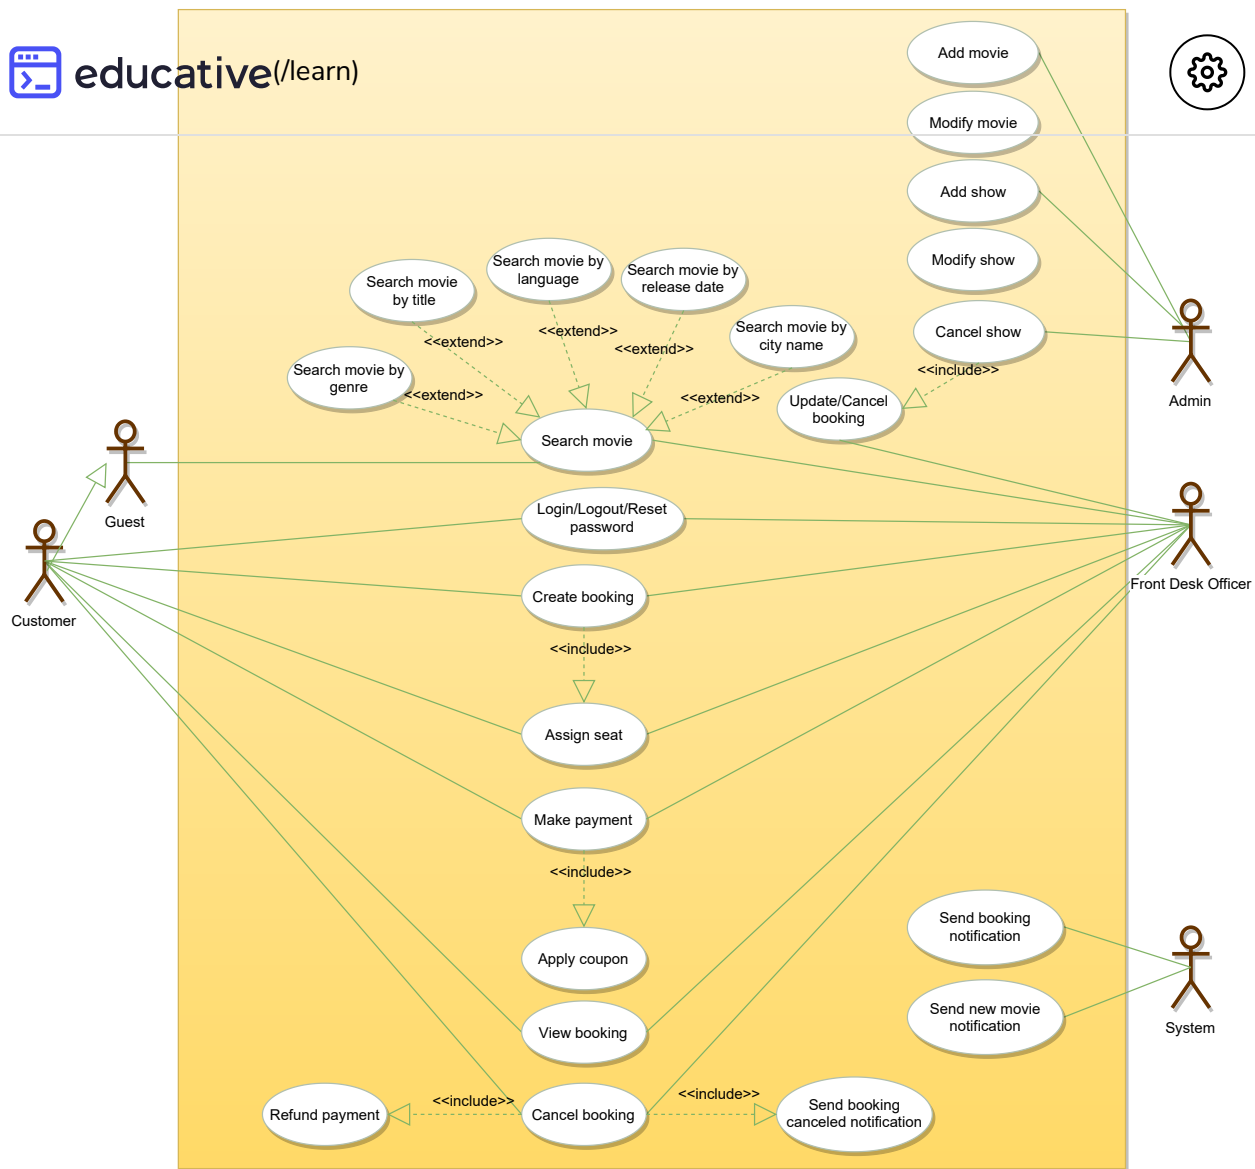 educative(/learn)
Add movie
Modify movie
Add show
Modify show
Search movie by
language
Search movie
by title
Search movie by
release date
Search movie by
city name
Cancel show
<<extend>>
<<extend>>
<<extend>>
<<include>>
Search movie by
genre
<<extend>>
<<extend>>
Update/Cancel
booking
Admin
Search movie
Guest
Login/Logout/Reset
password
Front Desk Officer
Customer
Create booking
<<include>>
Assign seat
Make payment
<<include>>
Send booking
notification
Apply coupon
Send new movie
notification
System
View booking
<<include>>
<<include>>
Refund payment
Cancel booking
Send booking
canceled notification